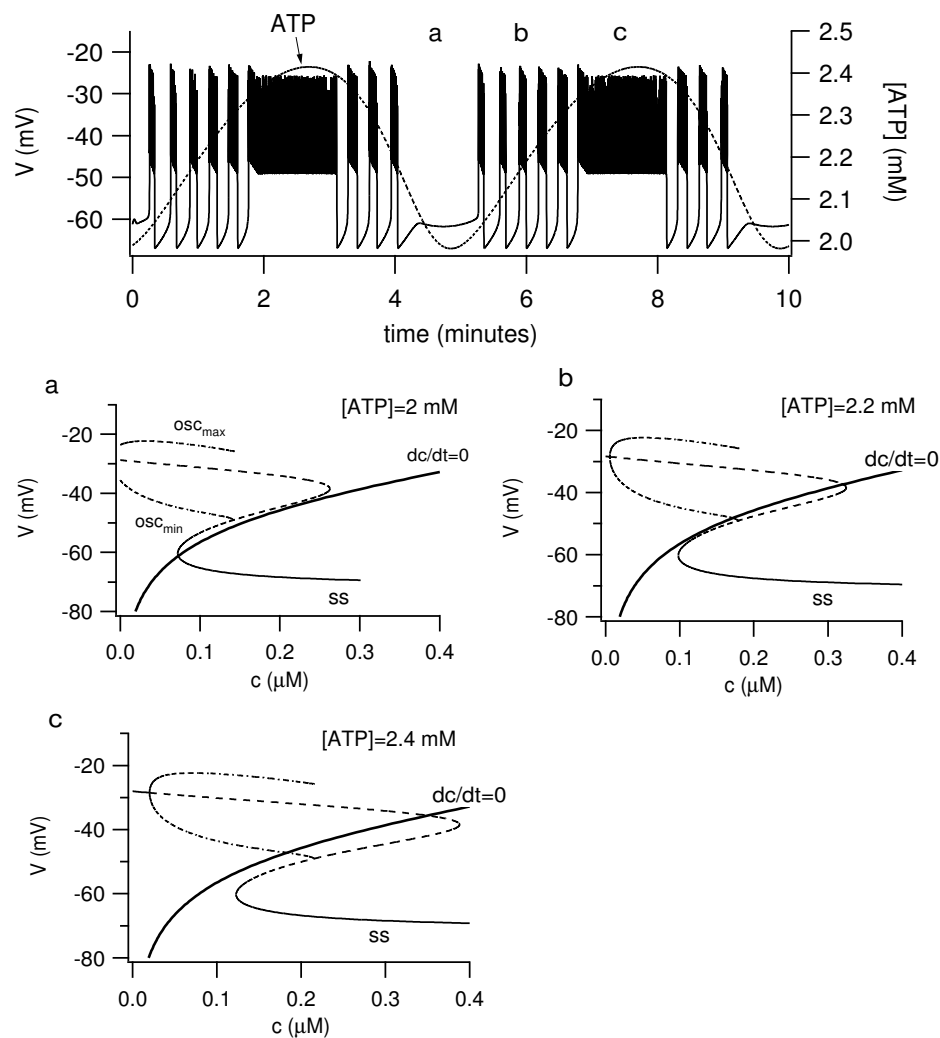 ATP
a b c
-20
-30
-40
-50
-60
V (mV)
2.5
2.4
2.3
2.2
2.1
2.0
[ATP] (mM)
0 2 4 6 8 10
time (minutes)
a
[ATP]=2 mM
osc_max
dc/dt=0
osc_min
ss
-20
-40
-60
-80
V (mV)
0.0 0.1 0.2 0.3 0.4
c (μM)
b
[ATP]=2.2 mM
dc/dt=0
ss
-20
-40
-60
-80
V (mV)
0.0 0.1 0.2 0.3 0.4
c (μM)
c
[ATP]=2.4 mM
dc/dt=0
ss
-20
-40
-60
-80
V (mV)
0.0 0.1 0.2 0.3 0.4
c (μM)